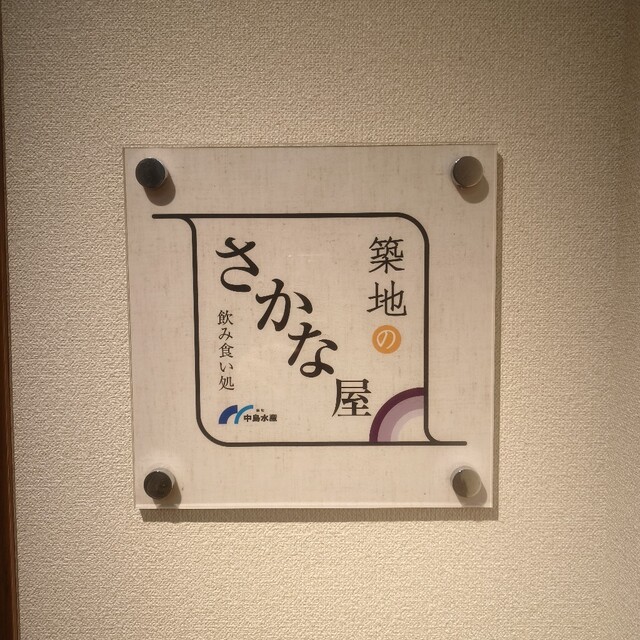 築地の
さかな屋
飲み食い処
中島水産